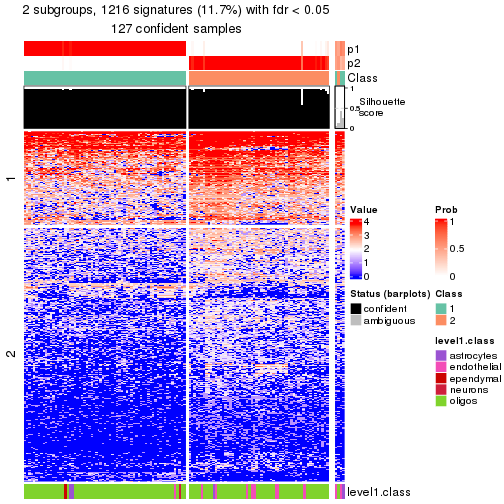 2 subgroups, 1216 signatures (11.7%) with fdr < 0.05
127 confident samples
p1
p2
Class
1
0.5
0
Silhouette
score
1
2
Value
4
3
2
1
0
Prob
1
0.5
0
Status (barplots)
confident
ambiguous
Class
1
2
level1.class
astrocytes
endothelial
ependymal
neurons
oligos
level1.class